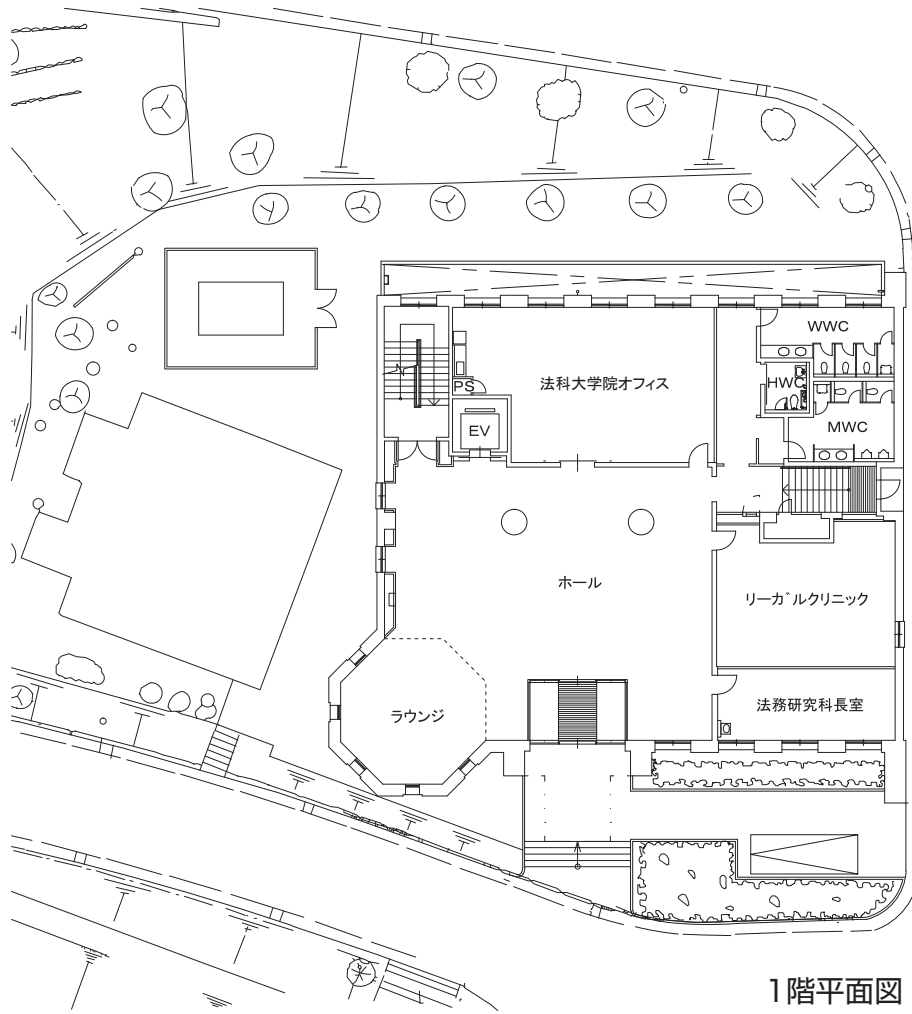 WWC
法科大学院オフィス
PS
HWC
EV
MWC
ホール
リーガルクリニック
ラウンジ
法務研究科長室
1階平面図